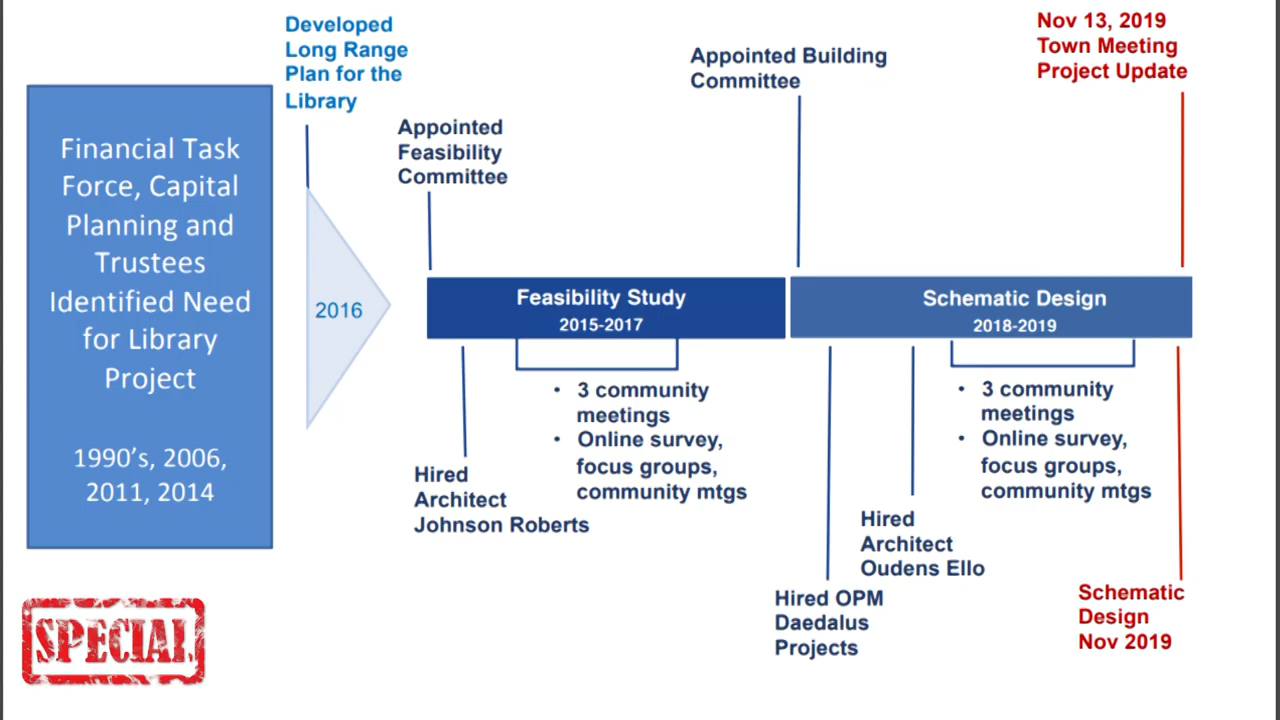 Financial Task
Force, Capital
Planning and
Trustees
Identified Need
for Library
Project
1990's, 2006,
2011, 2014
SPECIAL
Developed
Long Range
Plan for the
Library
2016
Appointed
Feasibility
Committee
Feasibility Study
2015-2017
Hired
Architect
Johnson Roberts
• 3 community
meetings
• Online survey,
focus groups,
community mtgs
Appointed Building
Committee
Schematic Design
2018-2019
Hired OPM
Daedalus
Projects
Hired
Architect
Oudens Ello
• 3 community
meetings
• Online survey,
focus groups,
community mtgs
Nov 13, 2019
Town Meeting
Project Update
Schematic
Design
Nov 2019